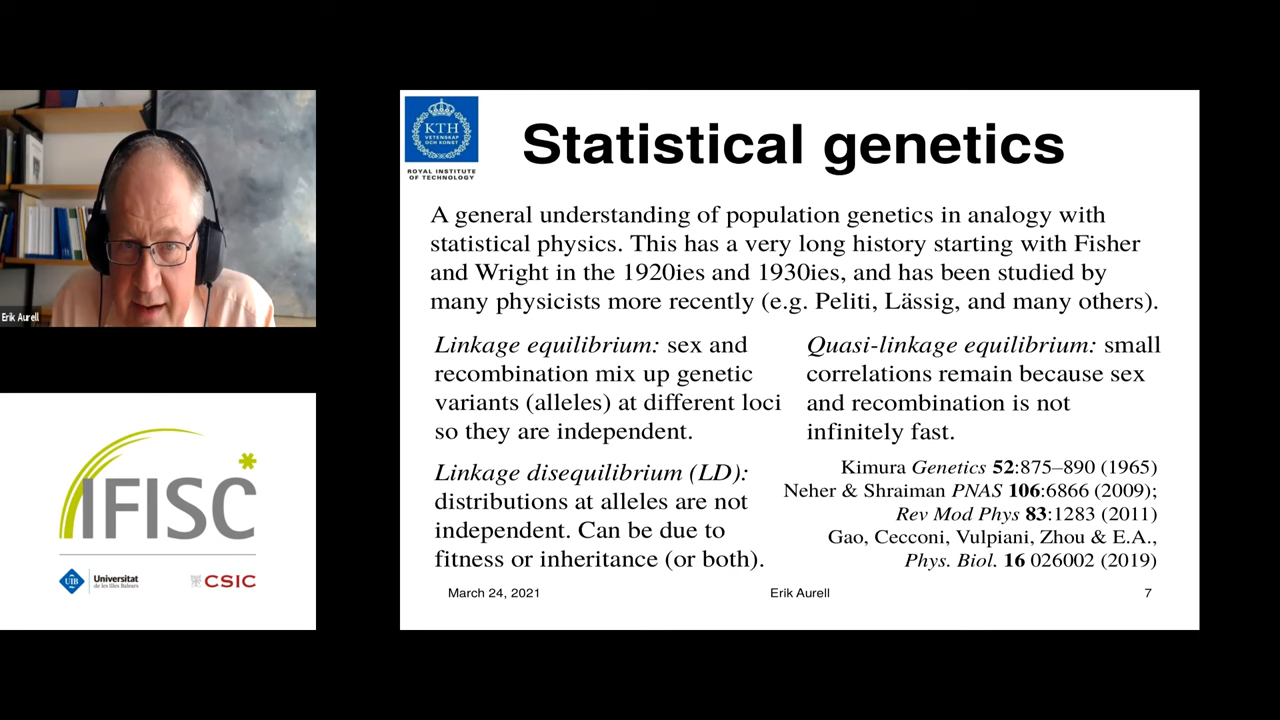 Erik Aurell
IFISC
UIB
Universitat
de les Illes Balears
CSIC
KTH
VETENSKAP
OCH KONST
ROYAL INSTITUTE
OF TECHNOLOGY
Statistical genetics
A general understanding of population genetics in analogy with
statistical physics. This has a very long history starting with Fisher
and Wright in the 1920ies and 1930ies, and has been studied by
many physicists more recently (e.g. Peliti, Lässig, and many others).
Linkage equilibrium: sex and
recombination mix up genetic
variants (alleles) at different loci
so they are independent.
Linkage disequilibrium (LD):
distributions at alleles are not
independent. Can be due to
fitness or inheritance (or both).
Quasi-linkage equilibrium: small
correlations remain because sex
and recombination is not
infinitely fast.
Kimura Genetics 52:875–890 (1965)
Neher & Shraiman PNAS 106:6866 (2009);
Rev Mod Phys 83:1283 (2011)
Gao, Cecconi, Vulpiani, Zhou & E.A.,
Phys. Biol. 16 026002 (2019)
March 24, 2021
Erik Aurell
7